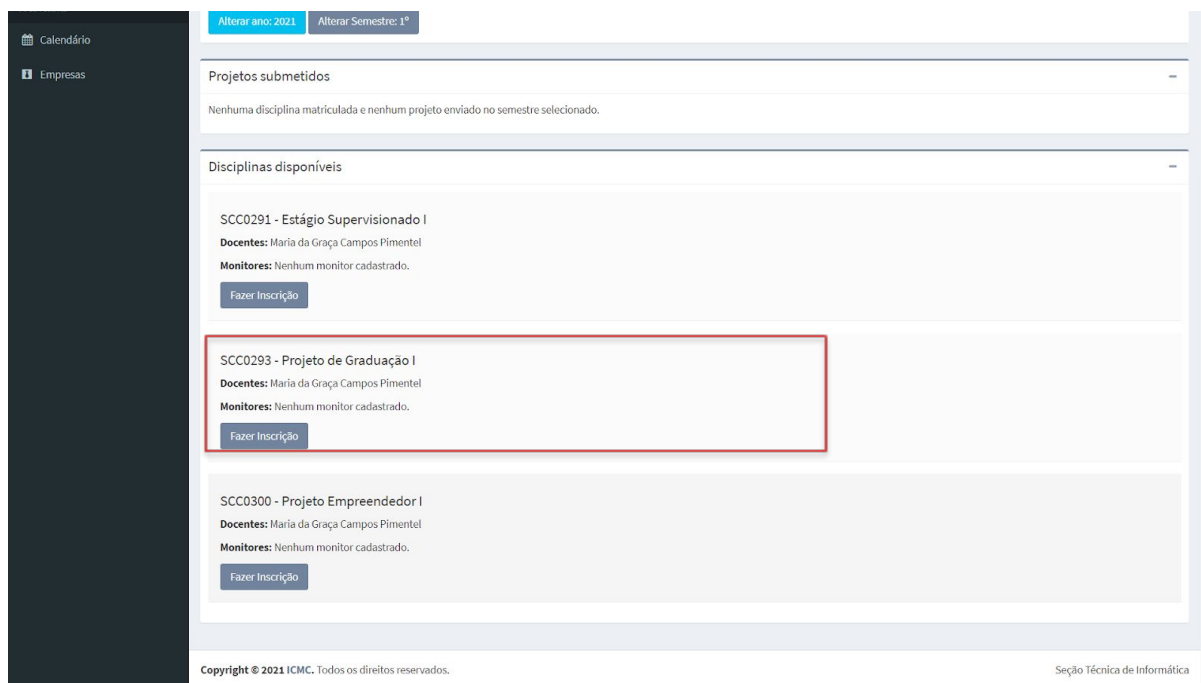 Alterar ano: 2021 Alterar Semestre: 1º
Calendário
Empresas
Projetos submetidos
Nenhuma disciplina matriculada e nenhum projeto enviado no semestre selecionado.
Disciplinas disponíveis
SCC0291 - Estágio Supervisionado I
Docentes: Maria da Graça Campos Pimentel
Monitores: Nenhum monitor cadastrado.
Fazer Inscrição
SCC0293 - Projeto de Graduação I
Docentes: Maria da Graça Campos Pimentel
Monitores: Nenhum monitor cadastrado.
Fazer Inscrição
SCC0300 - Projeto Empreendedor I
Docentes: Maria da Graça Campos Pimentel
Monitores: Nenhum monitor cadastrado.
Fazer Inscrição
Copyright © 2021 ICMC. Todos os direitos reservados. Seção Técnica de Informática